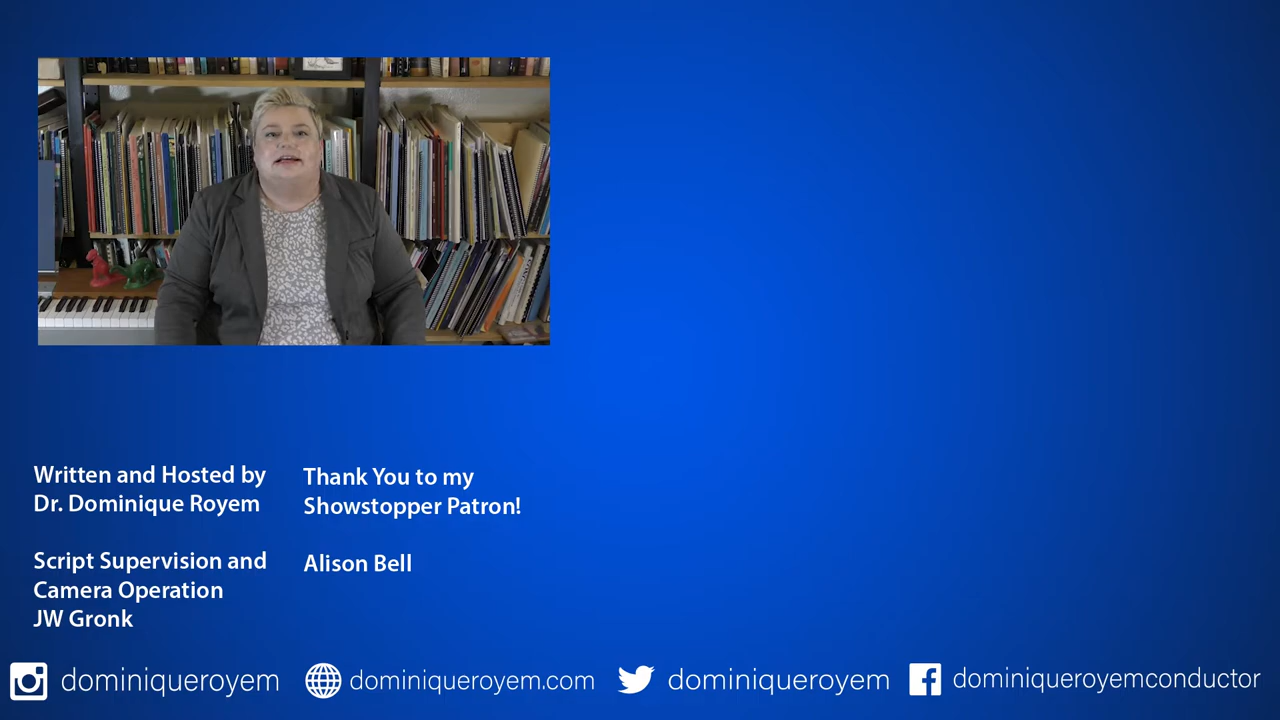 Written and Hosted by
Dr. Dominique Royem
Script Supervision and
Camera Operation
JW Gronk
Thank You to my
Showstopper Patron!
Alison Bell
dominiqueroyem
dominiqueroyem.com
dominiqueroyem
dominiqueroyemconductor